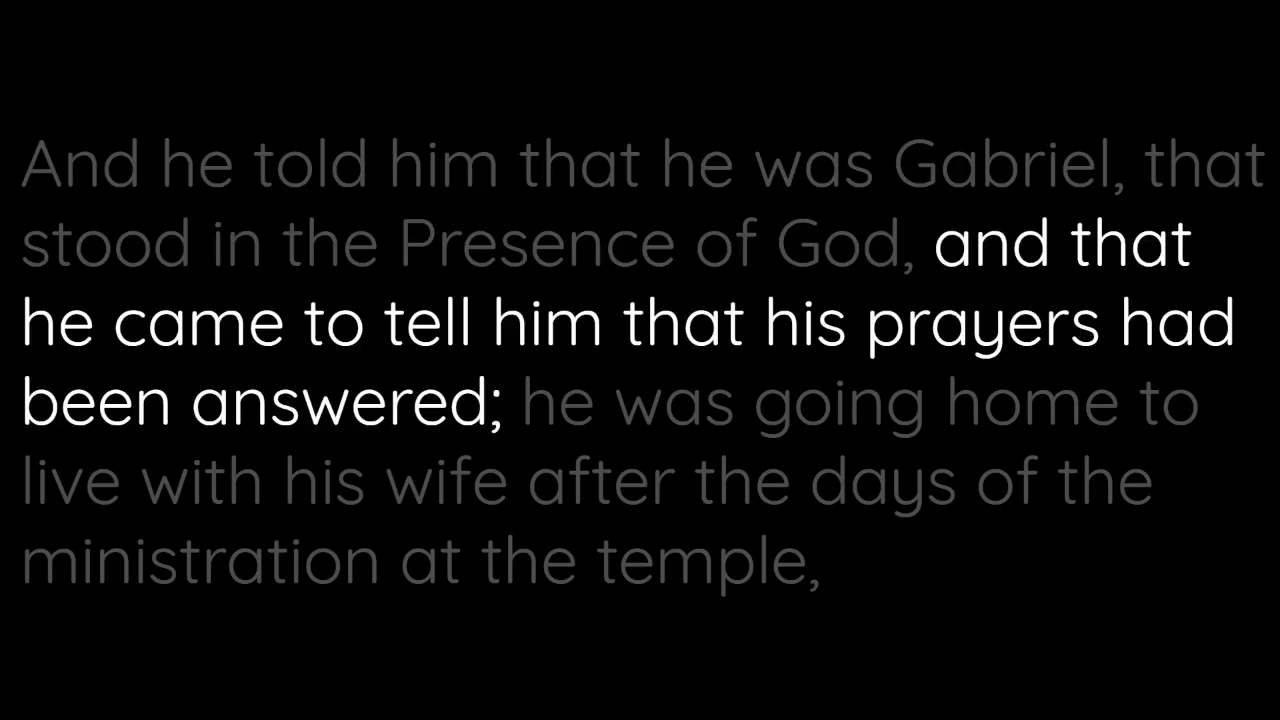 And he told him that he was Gabriel, that
stood in the Presence of God, and that
he came to tell him that his prayers had
been answered; he was going home to
live with his wife after the days of the
ministration at the temple,